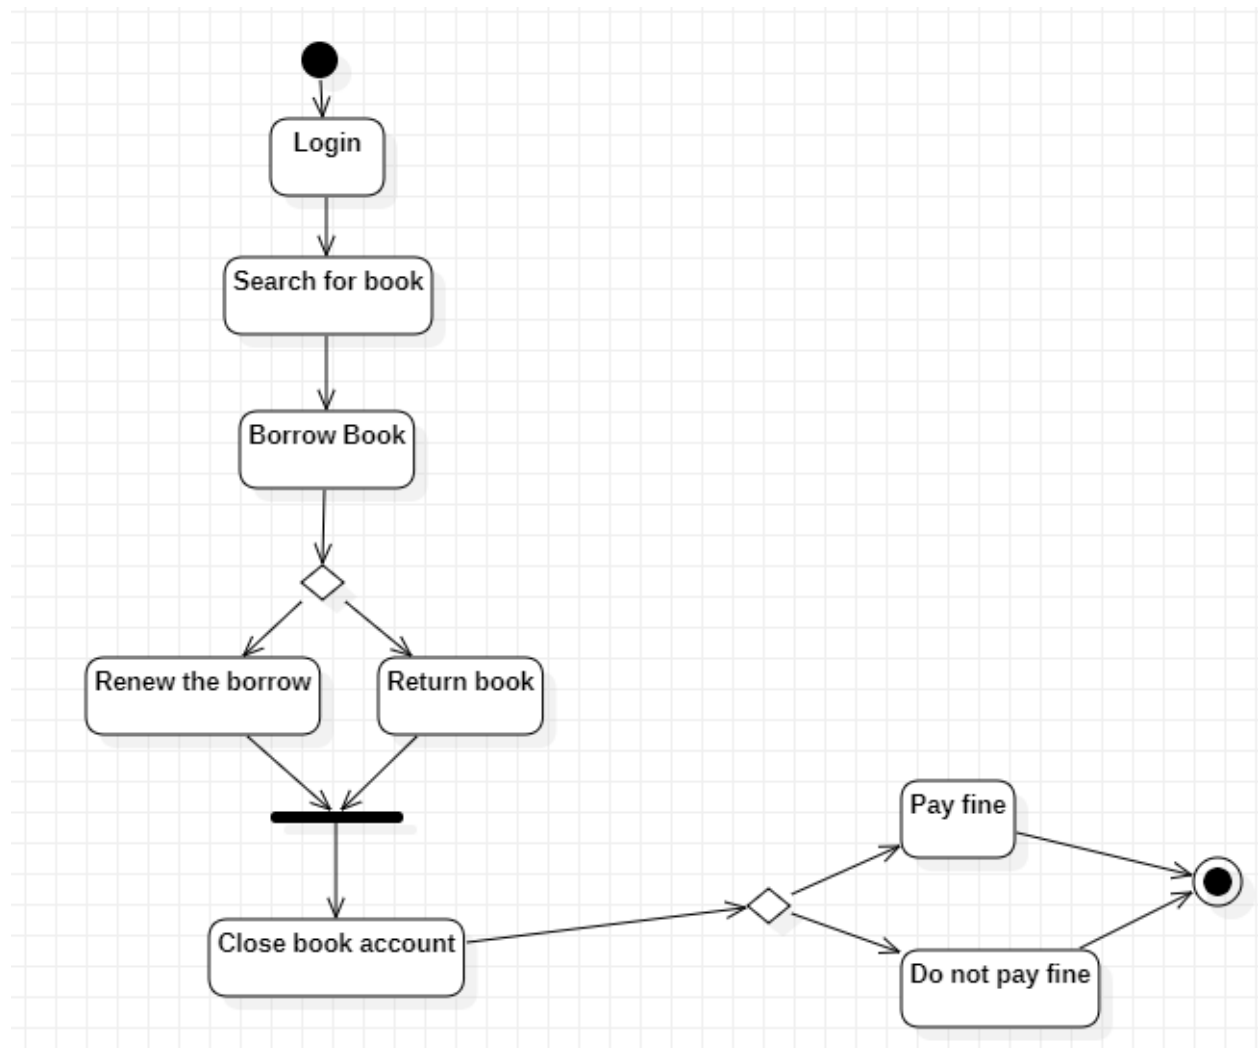 Login
Search for book
Borrow Book
Renew the borrow
Return book
Pay fine
Close book account
Do not pay fine